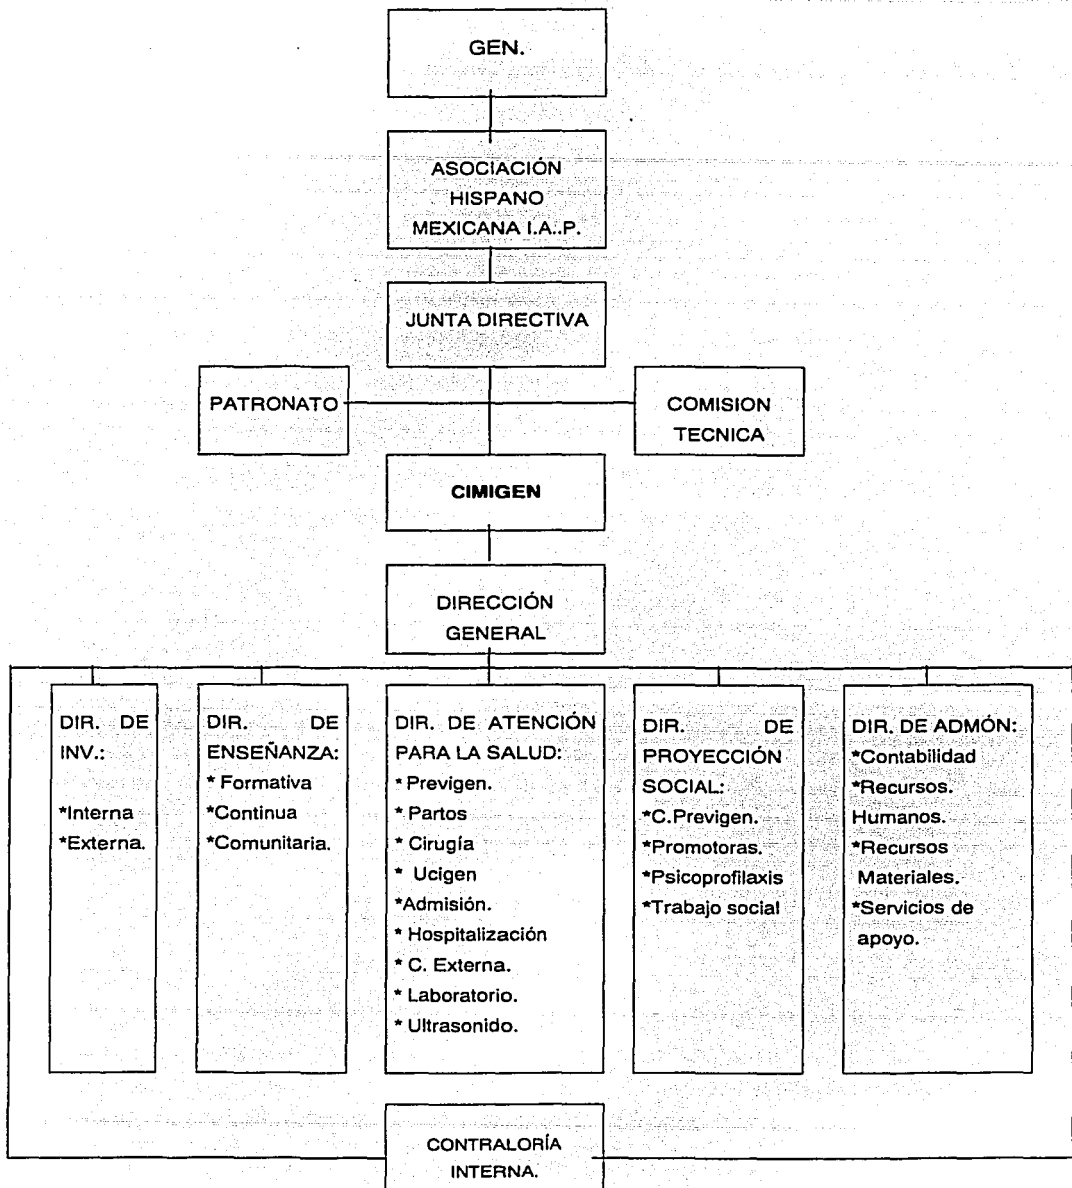 GEN.
ASOCIACIÓN
HISPANO
MEXICANA I.A..P.
JUNTA DIRECTIVA
PATRONATO
COMISION
TECNICA
CIMIGEN
DIRECCIÓN
GENERAL
DIR. DE
INV.:
*Interna
*Externa.
DIR. DE
ENSEÑANZA:
* Formativa
*Continua
*Comunitaria.
DIR. DE ATENCIÓN
PARA LA SALUD:
* Previgen.
* Partos
* Cirugía
* Ucigen
*Admisión.
* Hospitalización
* C. Externa.
* Laboratorio.
* Ultrasonido.
DIR. DE
PROYECCIÓN
SOCIAL:
*C.Previgen.
*Promotoras.
*Psicoprofilaxis
*Trabajo social
DIR. DE ADMÓN:
*Contabilidad
*Recursos.
Humanos.
*Recursos
Materiales.
*Servicios de
apoyo.
CONTRALORÍA
INTERNA.